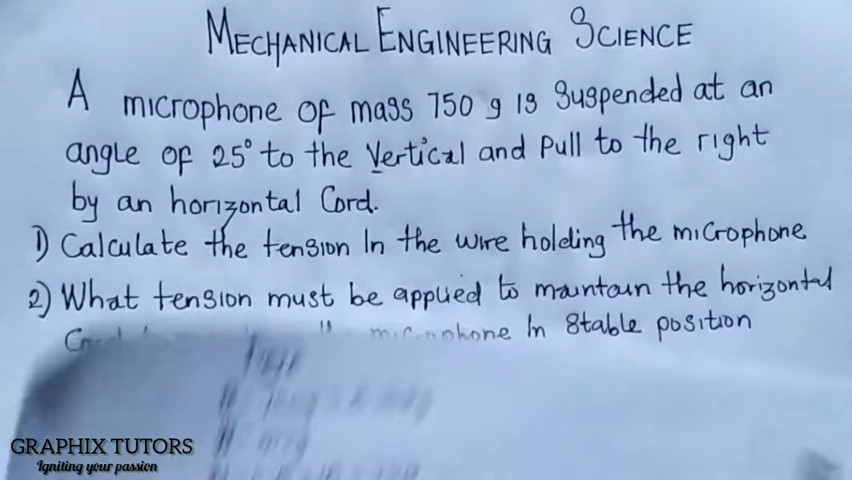 MECHANICAL ENGINEERING SCIENCE
A microphone of mass 750 g is suspended at an
angle of 25° to the vertical and pull to the right
by an horizontal Cord.
1) Calculate the tension in the wire holding the microphone
2) What tension must be applied to maintain the horizontal
microphone in stable position
GRAPHIX TUTORS
Igniting your passion